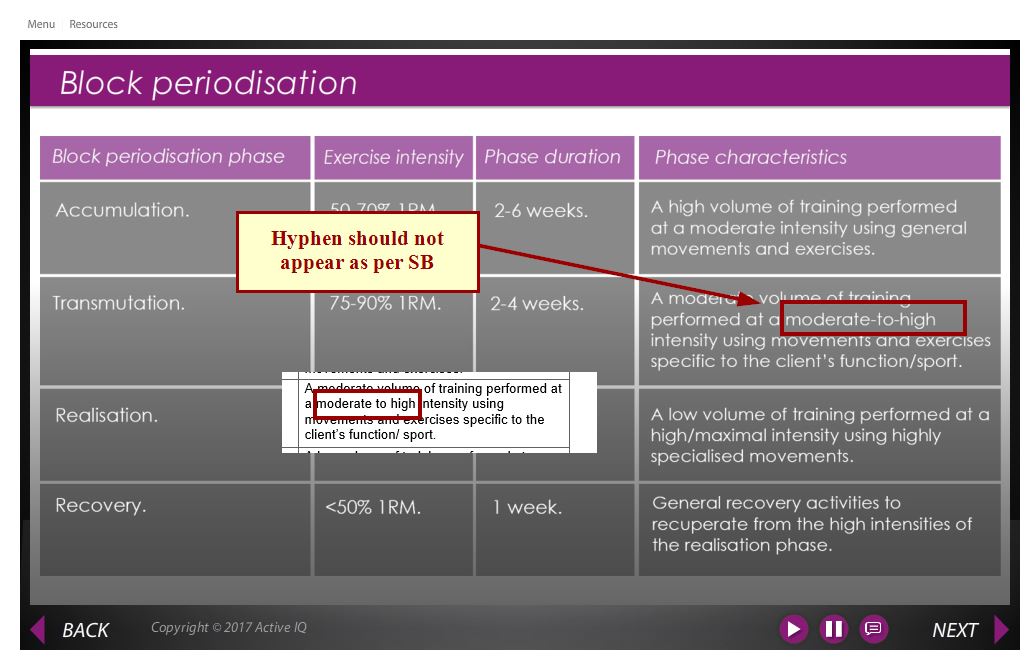 Menu Resources
Block periodisation
Block periodisation phase Exercise intensity Phase duration Phase characteristics
Accumulation. 50-70% 1RM. 2-6 weeks.
A high volume of training performed
at a moderate intensity using general
movements and exercises.
Hyphen should not
appear as per SB
Transmutation. 75-90% 1RM. 2-4 weeks.
A moderate volume of training
performed at a moderate-to-high
intensity using movements and exercises
specific to the client's function/sport.
movements and exercises.
A moderate volume of training performed at
a moderate to high intensity using
movements and exercises specific to the
client's function/ sport.
Realisation.
A low volume of training performed at a
high/maximal intensity using highly
specialised movements.
Recovery. <50% 1RM. 1 week.
General recovery activities to
recuperate from the high intensities of
the realisation phase.
BACK Copyright © 2017 Active IQ NEXT